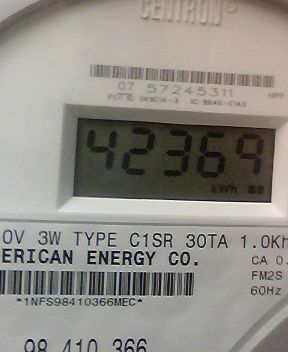 CENTRON®
07 57245311
42369
kWh
0V 3W TYPE C1SR 30TA 1.0Kh
ERICAN ENERGY CO.
CA 0.
FM2S
60Hz
*1NFS98410366MEC*
98 410 366